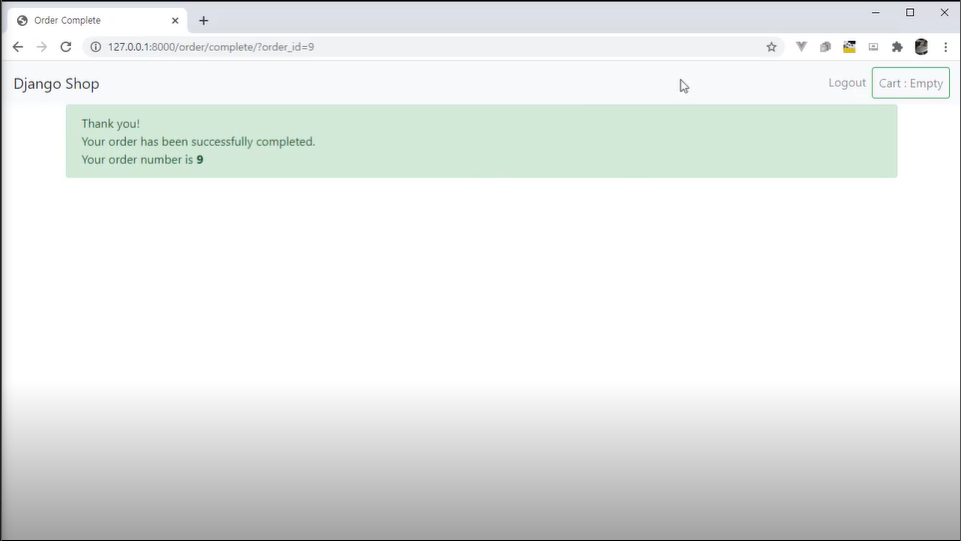 Order Complete
127.0.0.1:8000/order/complete/?order_id=9
Django Shop
Logout
Cart : Empty
Thank you!
Your order has been successfully completed.
Your order number is 9